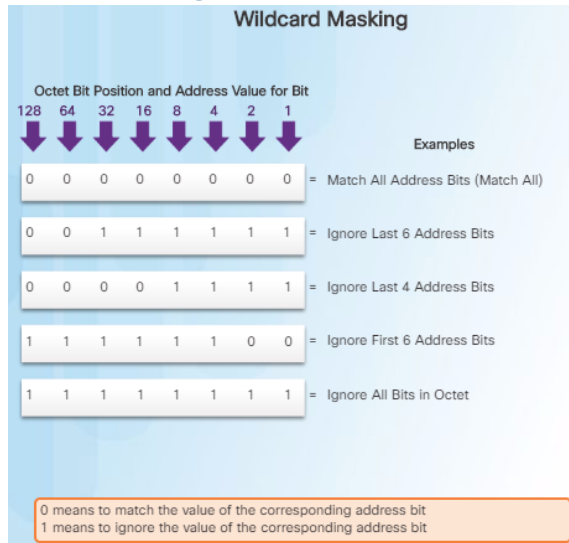 Wildcard Masking
Octet Bit Position and Address Value for Bit
128 64 32 16 8 4 2 1
Examples
0 0 0 0 0 0 0 0 = Match All Address Bits (Match All)
0 0 1 1 1 1 1 1 = Ignore Last 6 Address Bits
0 0 0 0 1 1 1 1 = Ignore Last 4 Address Bits
1 1 1 1 1 1 0 0 = Ignore First 6 Address Bits
1 1 1 1 1 1 1 1 = Ignore All Bits in Octet
0 means to match the value of the corresponding address bit
1 means to ignore the value of the corresponding address bit